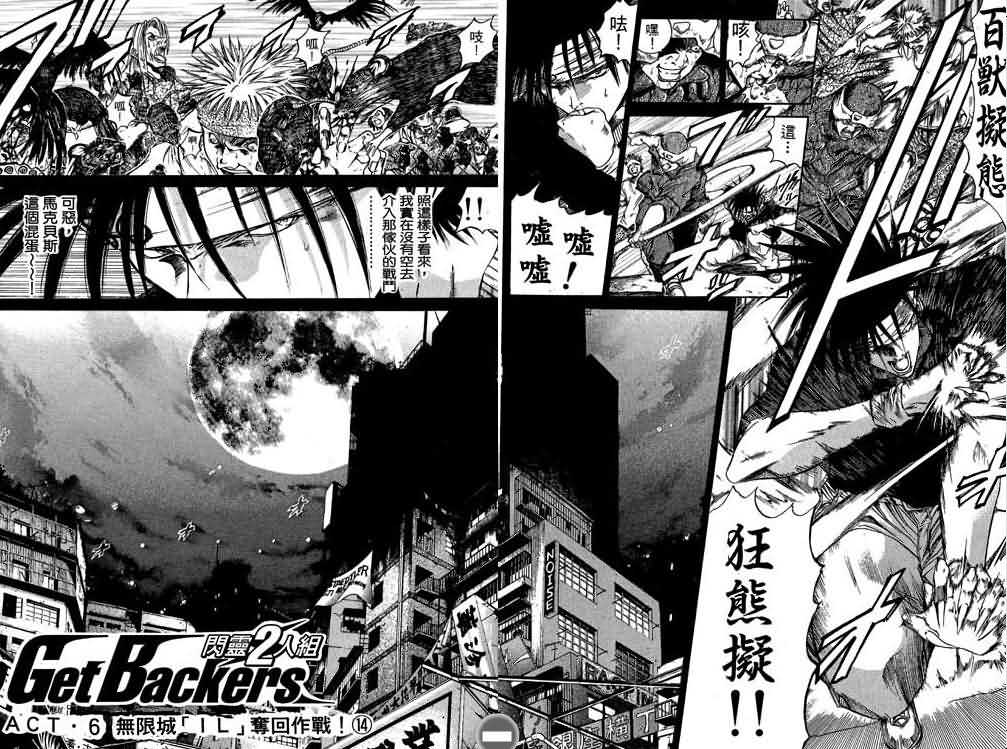 百獸擬態
咳！
嘿！
呿！
這⋯
狂熊擬!!
噓！
噓噓
吱！
呱！
呱！
照這樣子看來，
我實在沒有空去
介入那傢伙的戰鬥
!!
可惡，
馬克貝斯
這個混蛋～～！
NOISE
閃靈2人組
GetBackers
ACT・6 無限城「IL」奪回作戰！⑭